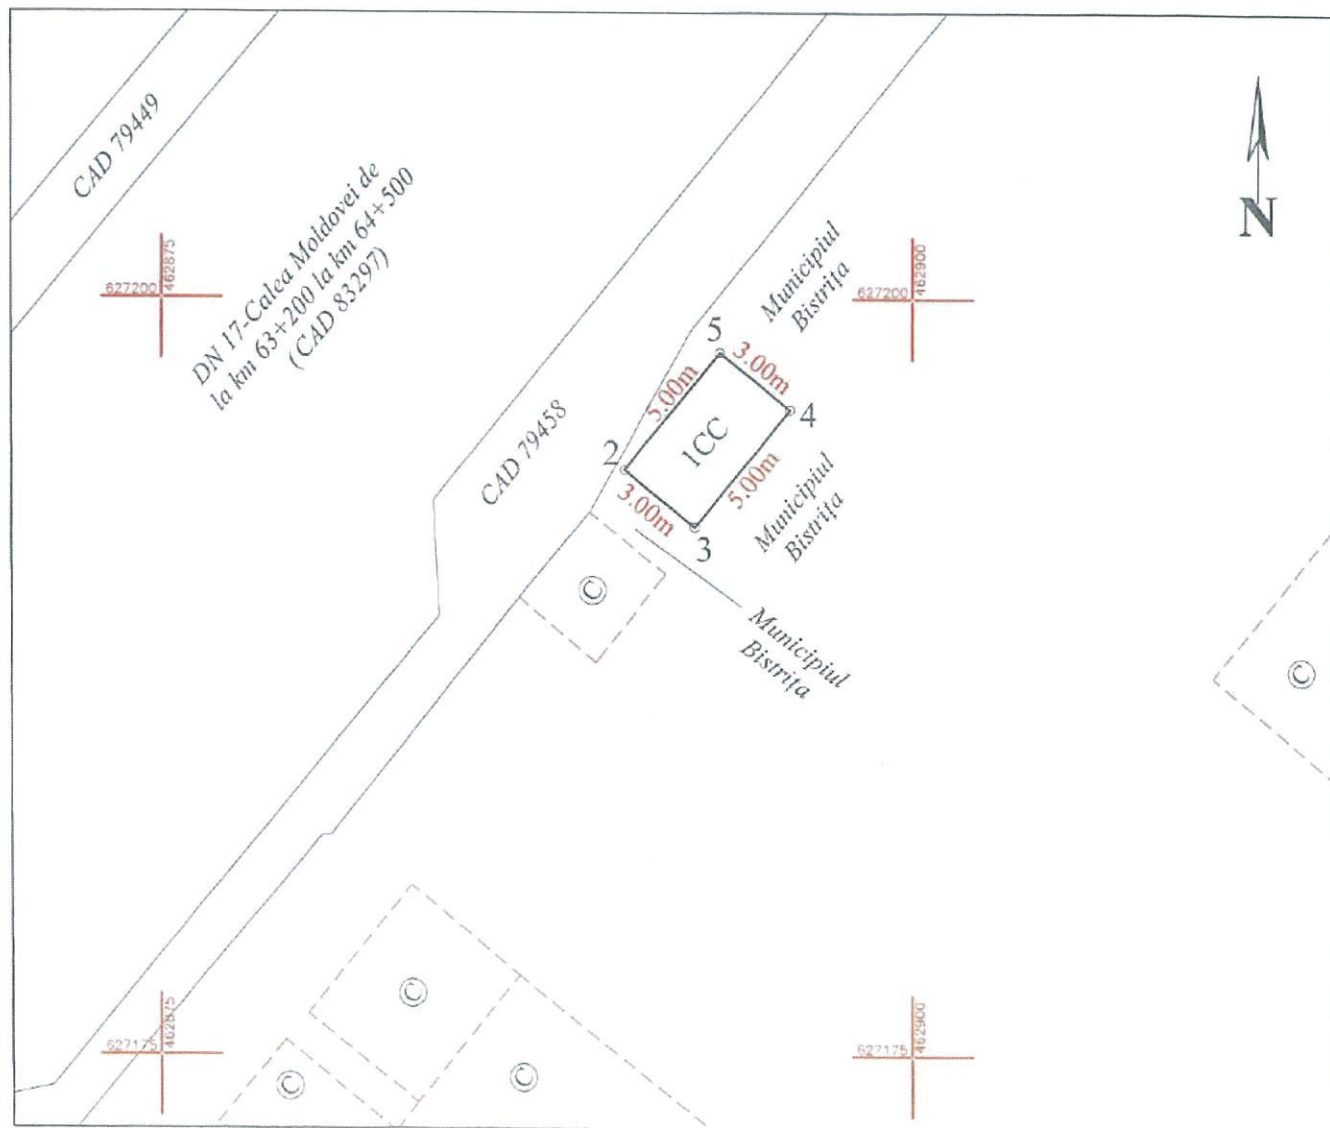 CAD 79449
DN 17-Calea Moldovei de
la km 63+200 la km 64+500
(CAD 83297)
N
627200
462875
627200
462900
Municipiul
Bistrița
5
3.00m
5.00m
4
1CC
CAD 79458
2
3.00m
5.00m
3
Municipiul
Bistrița
C
Municipiul
Bistrița
C
C
C
C
627175
462875
627175
462900